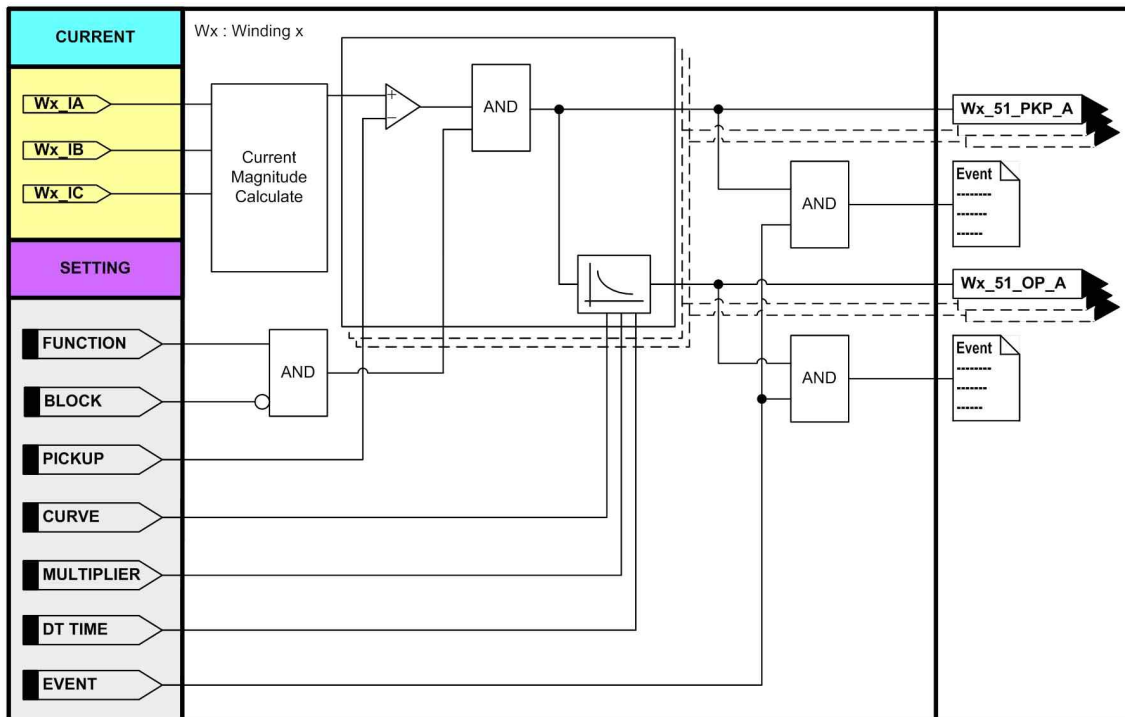 CURRENT
Wx : Winding x
Wx_IA
Wx_IB
Wx_IC
Current
Magnitude
Calculate
AND
Wx_51_PKP_A
AND
Event
--------
-------
------
SETTING
Wx_51_OP_A
FUNCTION
BLOCK
AND
AND
Event
--------
-------
------
PICKUP
CURVE
MULTIPLIER
DT TIME
EVENT